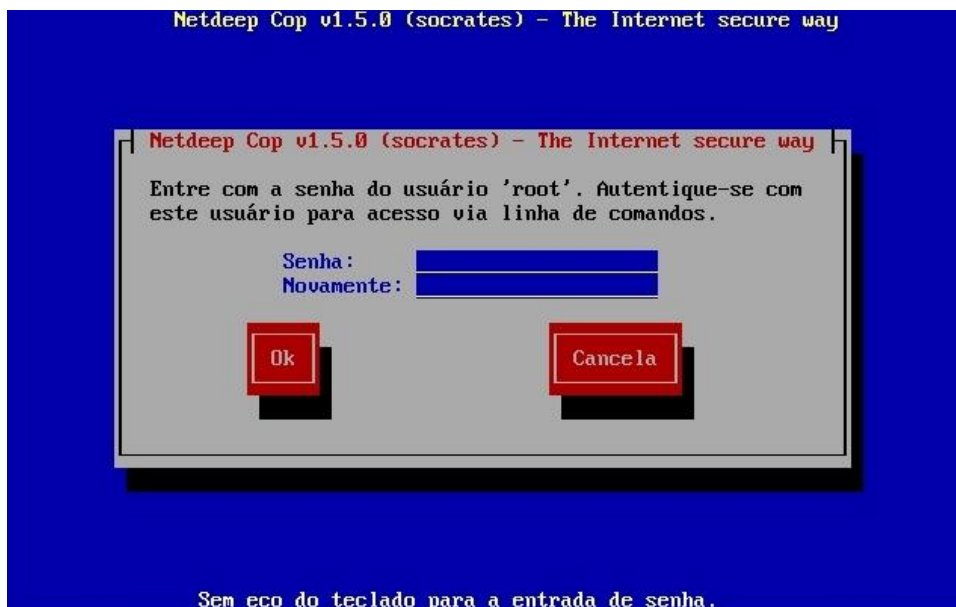 Netdeep Cop v1.5.0 (socrates) - The Internet secure way
Netdeep Cop v1.5.0 (socrates) - The Internet secure way
Entre com a senha do usuário 'root'. Autentique-se com
este usuário para acesso via linha de comandos.
Senha:
Novamente:
Ok Cancela
Sem eco do teclado para a entrada de senha.